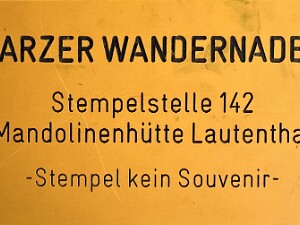 ARZER WANDERNADE
Stempelstelle 142
Mandolinenhütte Lautentha
-Stempel kein Souvenir-